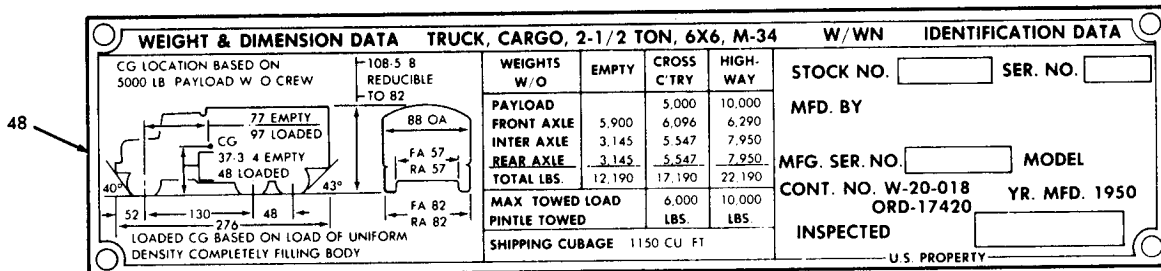 48
WEIGHT & DIMENSION DATA TRUCK, CARGO, 2-1/2 TON, 6X6, M-34 W/WN IDENTIFICATION DATA
CG LOCATION BASED ON
5000 LB PAYLOAD W O CREW
108-5 8
REDUCIBLE
TO 82
77 EMPTY
97 LOADED
CG
37-3 4 EMPTY
48 LOADED
40°
43°
52
130
48
276
88 OA
FA 57
RA 57
FA 82
RA 82
LOADED CG BASED ON LOAD OF UNIFORM
DENSITY COMPLETELY FILLING BODY
WEIGHTS W/O EMPTY CROSS C'TRY HIGH-WAY
PAYLOAD 5,000 10,000
FRONT AXLE 5,900 6,096 6,290
INTER AXLE 3,145 5,547 7,950
REAR AXLE 3,145 5,547 7,950
TOTAL LBS. 12,190 17,190 22,190
MAX TOWED LOAD 6,000 10,000
PINTLE TOWED LBS. LBS.
SHIPPING CUBAGE 1150 CU FT
STOCK NO. SER. NO.
MFD. BY
MFG. SER. NO. MODEL
CONT. NO. W-20-018 YR. MFD. 1950
ORD-17420
INSPECTED
U.S. PROPERTY